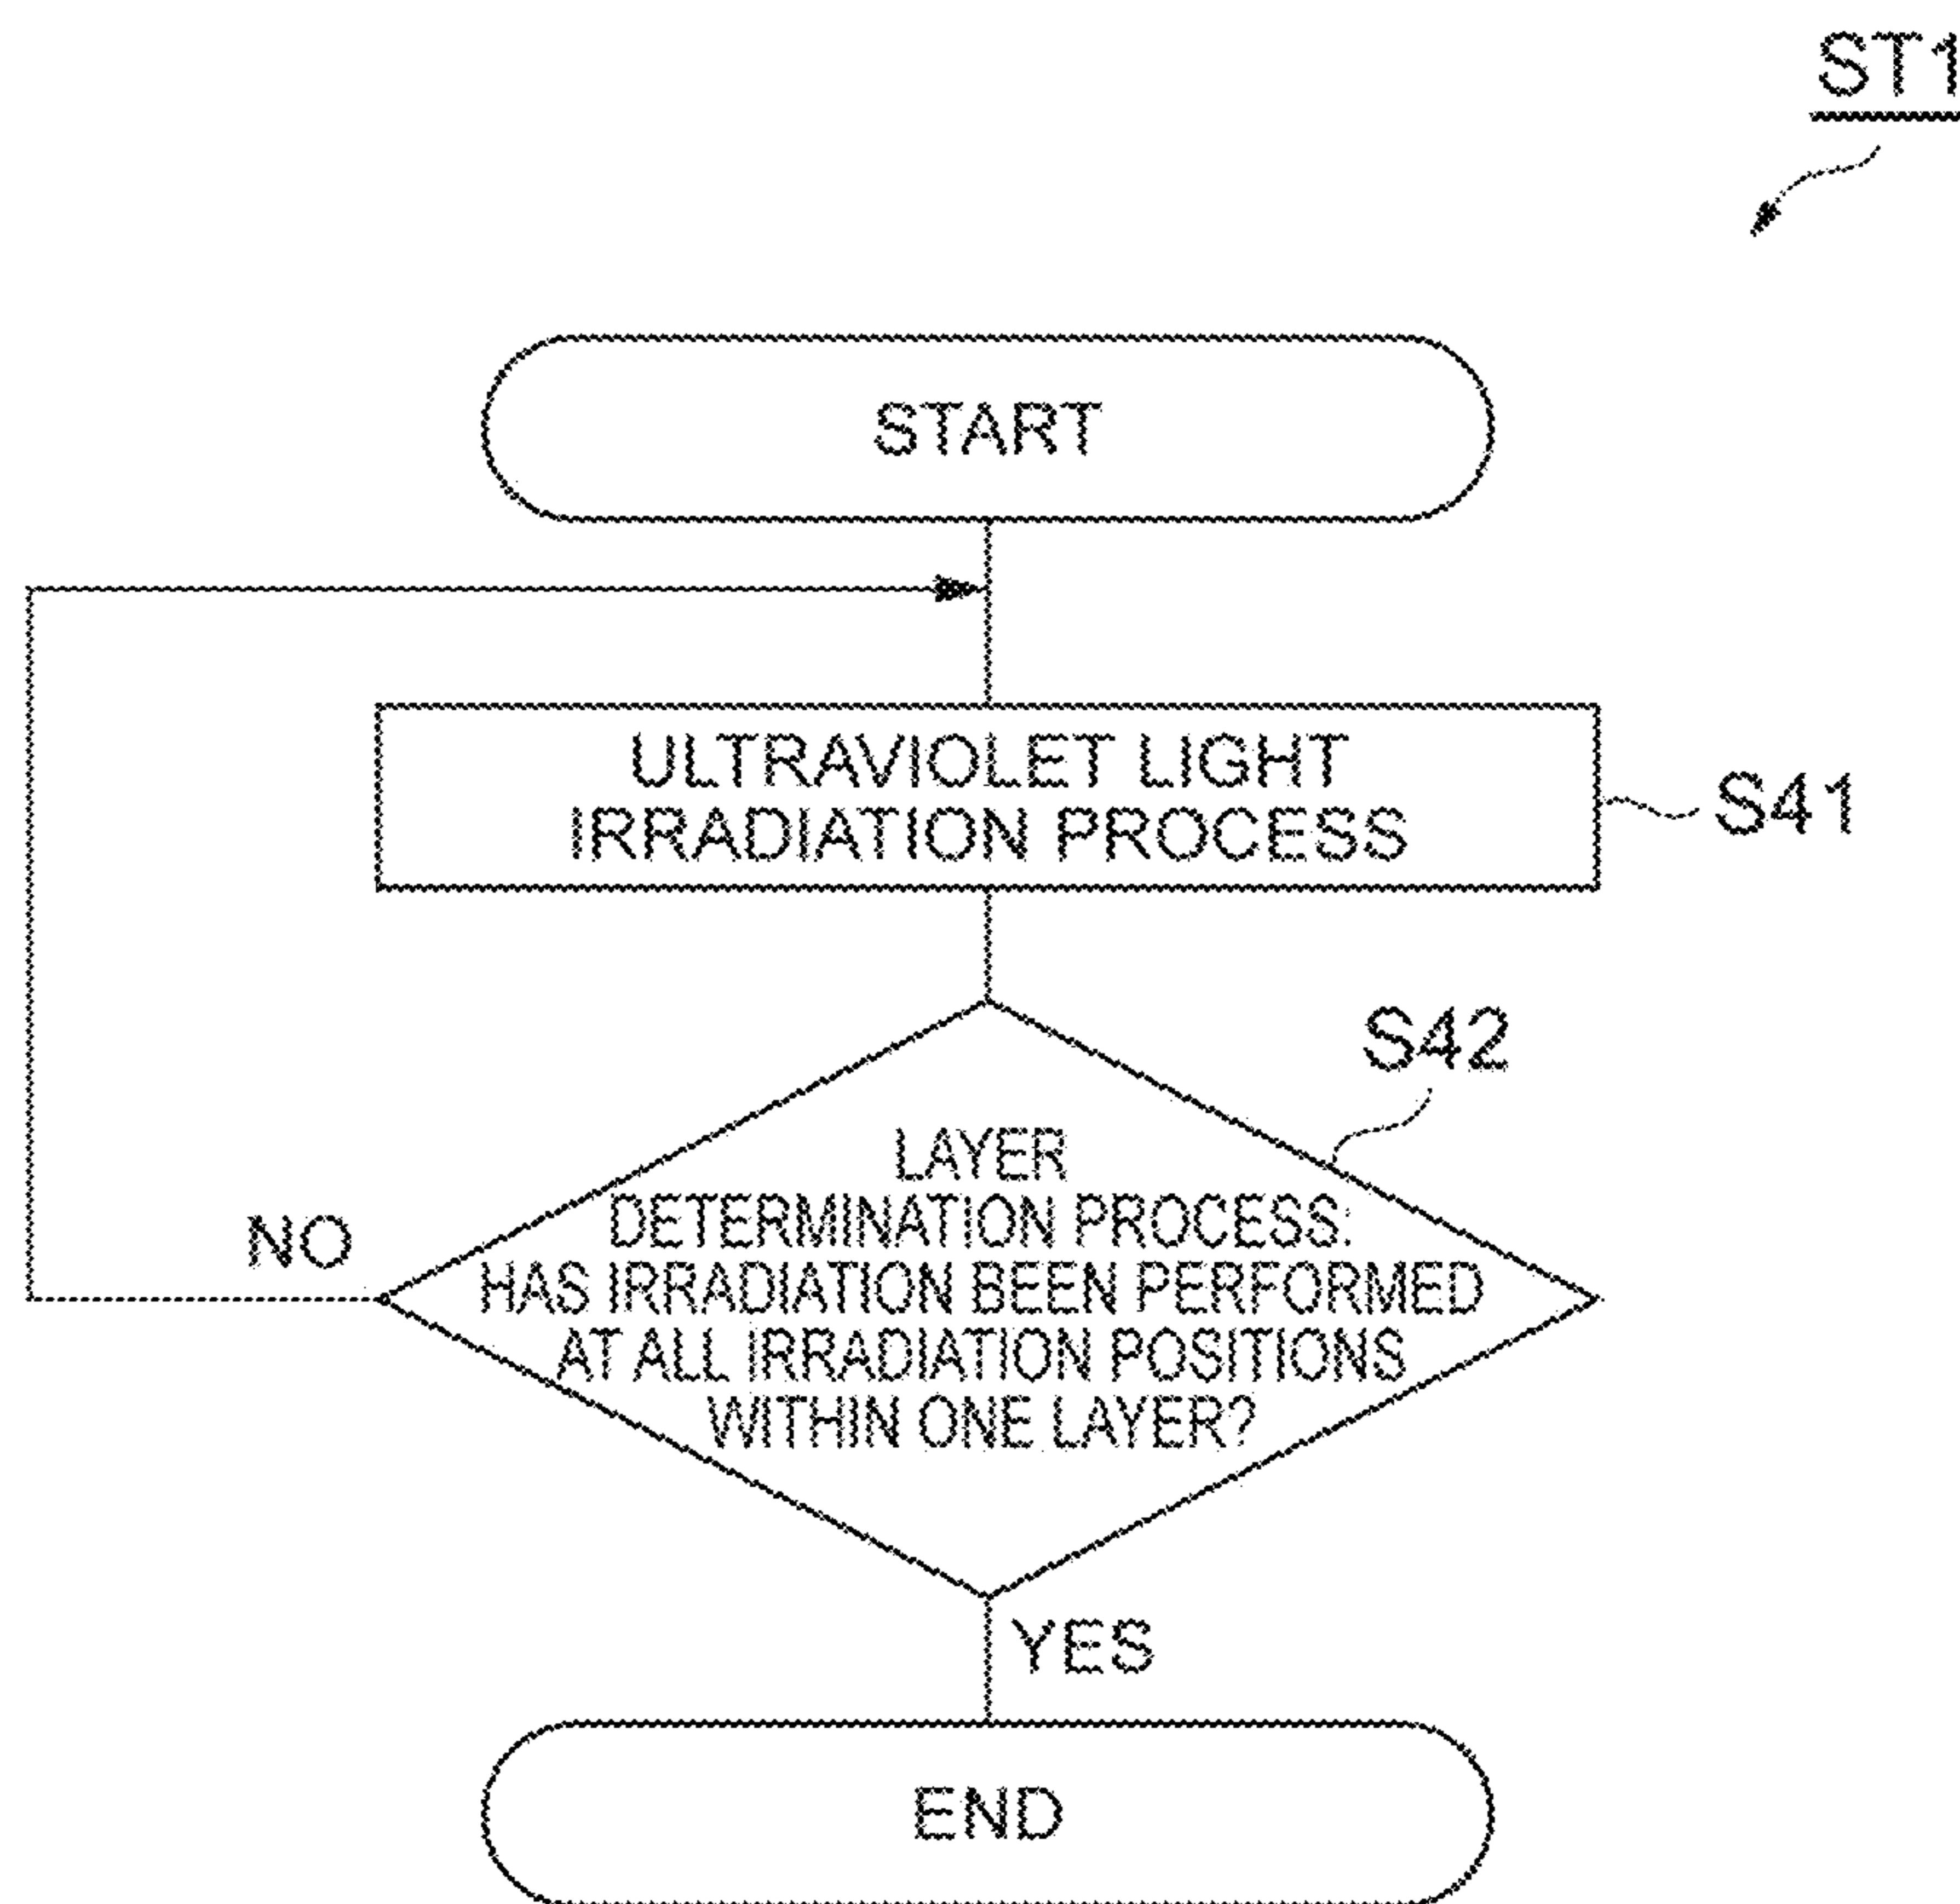 ST1
START
ULTRAVIOLET LIGHT
IRRADIATION PROCESS
S41
S42
LAYER
DETERMINATION PROCESS:
HAS IRRADIATION BEEN PERFORMED
AT ALL IRRADIATION POSITIONS
WITHIN ONE LAYER?
NO
YES
END